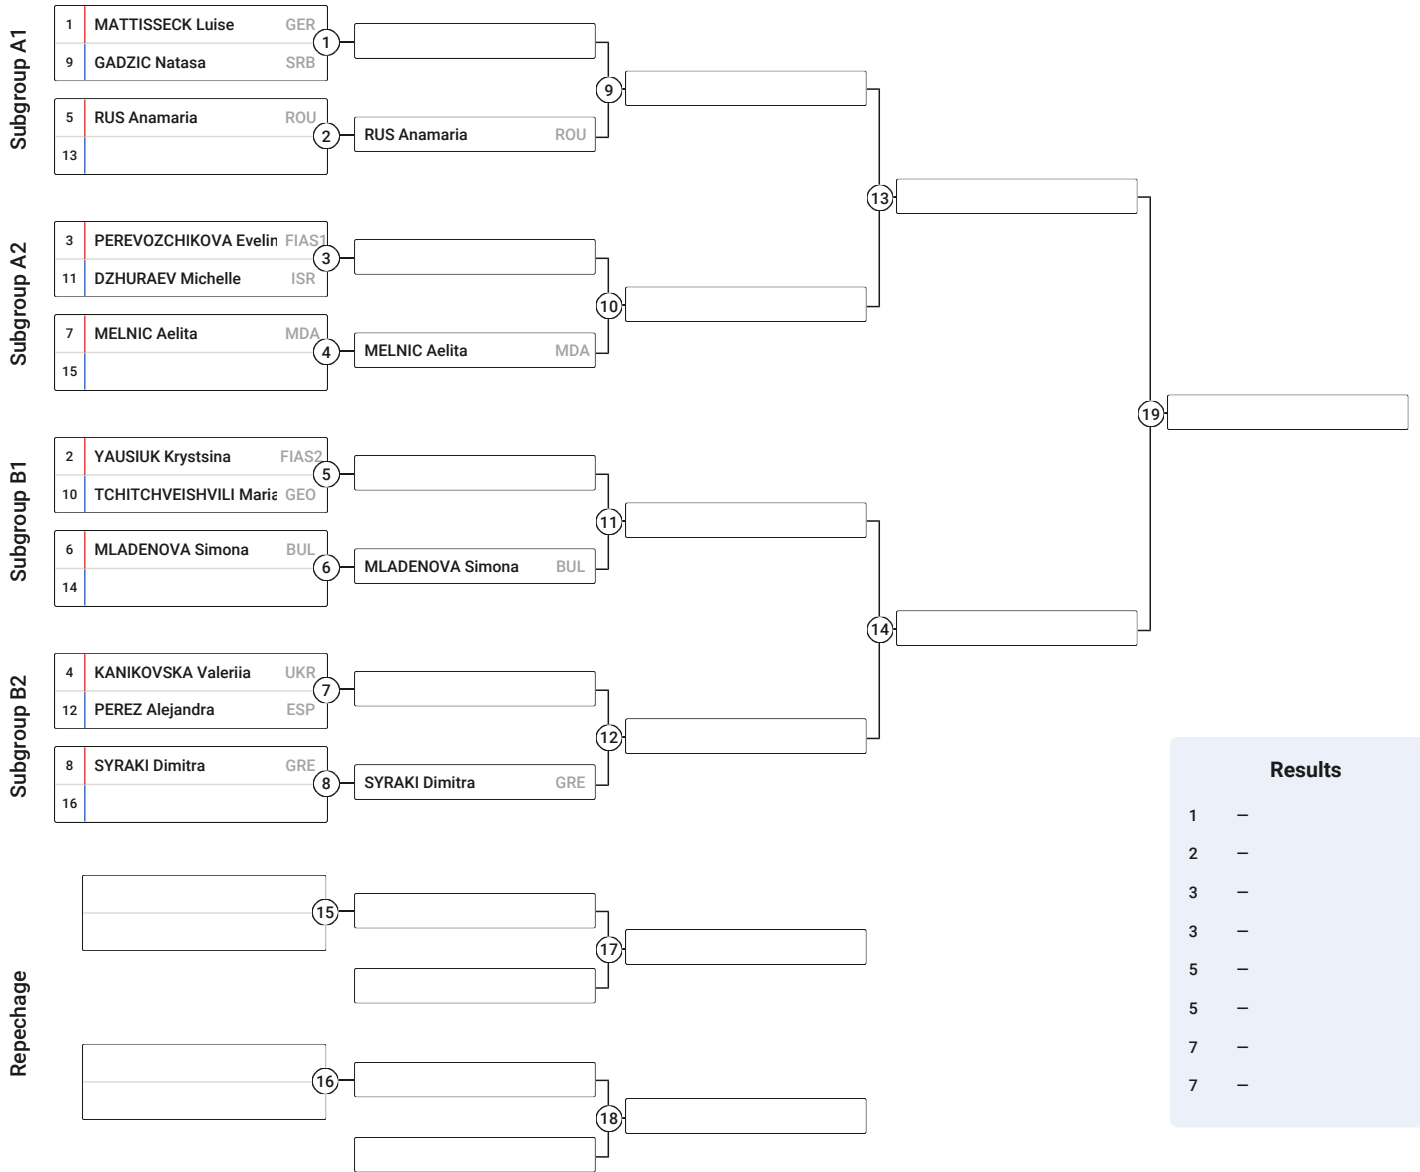 Subgroup A1
1 MATTISSECK Luise GER
9 GADZIC Natasa SRB
1
5 RUS Anamaria ROU
13
2
RUS Anamaria ROU
9
Subgroup A2
3 PEREVOZCHIKOVA Evelin FIAS1
11 DZHURAEV Michelle ISR
3
7 MELNIC Aelita MDA
15
4
MELNIC Aelita MDA
10
13
Subgroup B1
2 YAUSIUK Krystsina FIAS2
10 TCHITCHVEISHVILI Maria GEO
5
6 MLADENOVA Simona BUL
14
6
MLADENOVA Simona BUL
11
Subgroup B2
4 KANIKOVSKA Valeriia UKR
12 PEREZ Alejandra ESP
7
8 SYRAKI Dimitra GRE
16
8
SYRAKI Dimitra GRE
12
14
19
Repechage
15
17
16
18
Results
1 –
2 –
3 –
3 –
5 –
5 –
7 –
7 –